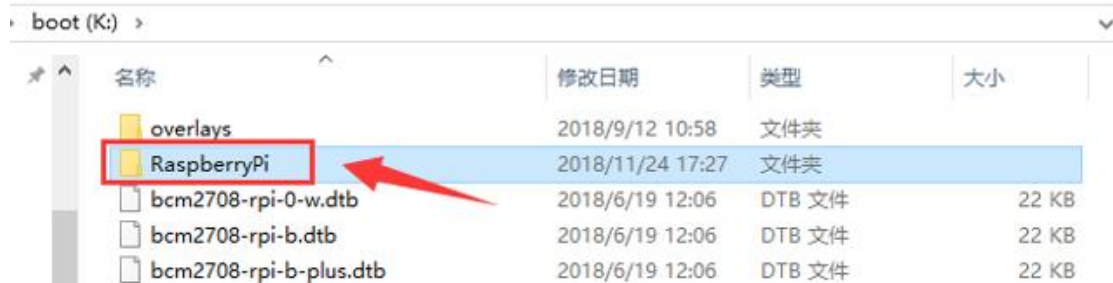 boot (K:)
名称 修改日期 类型 大小
overlays 2018/9/12 10:58 文件夹
RaspberryPi 2018/11/24 17:27 文件夹
bcm2708-rpi-0-w.dtb 2018/6/19 12:06 DTB 文件 22 KB
bcm2708-rpi-b.dtb 2018/6/19 12:06 DTB 文件 22 KB
bcm2708-rpi-b-plus.dtb 2018/6/19 12:06 DTB 文件 22 KB